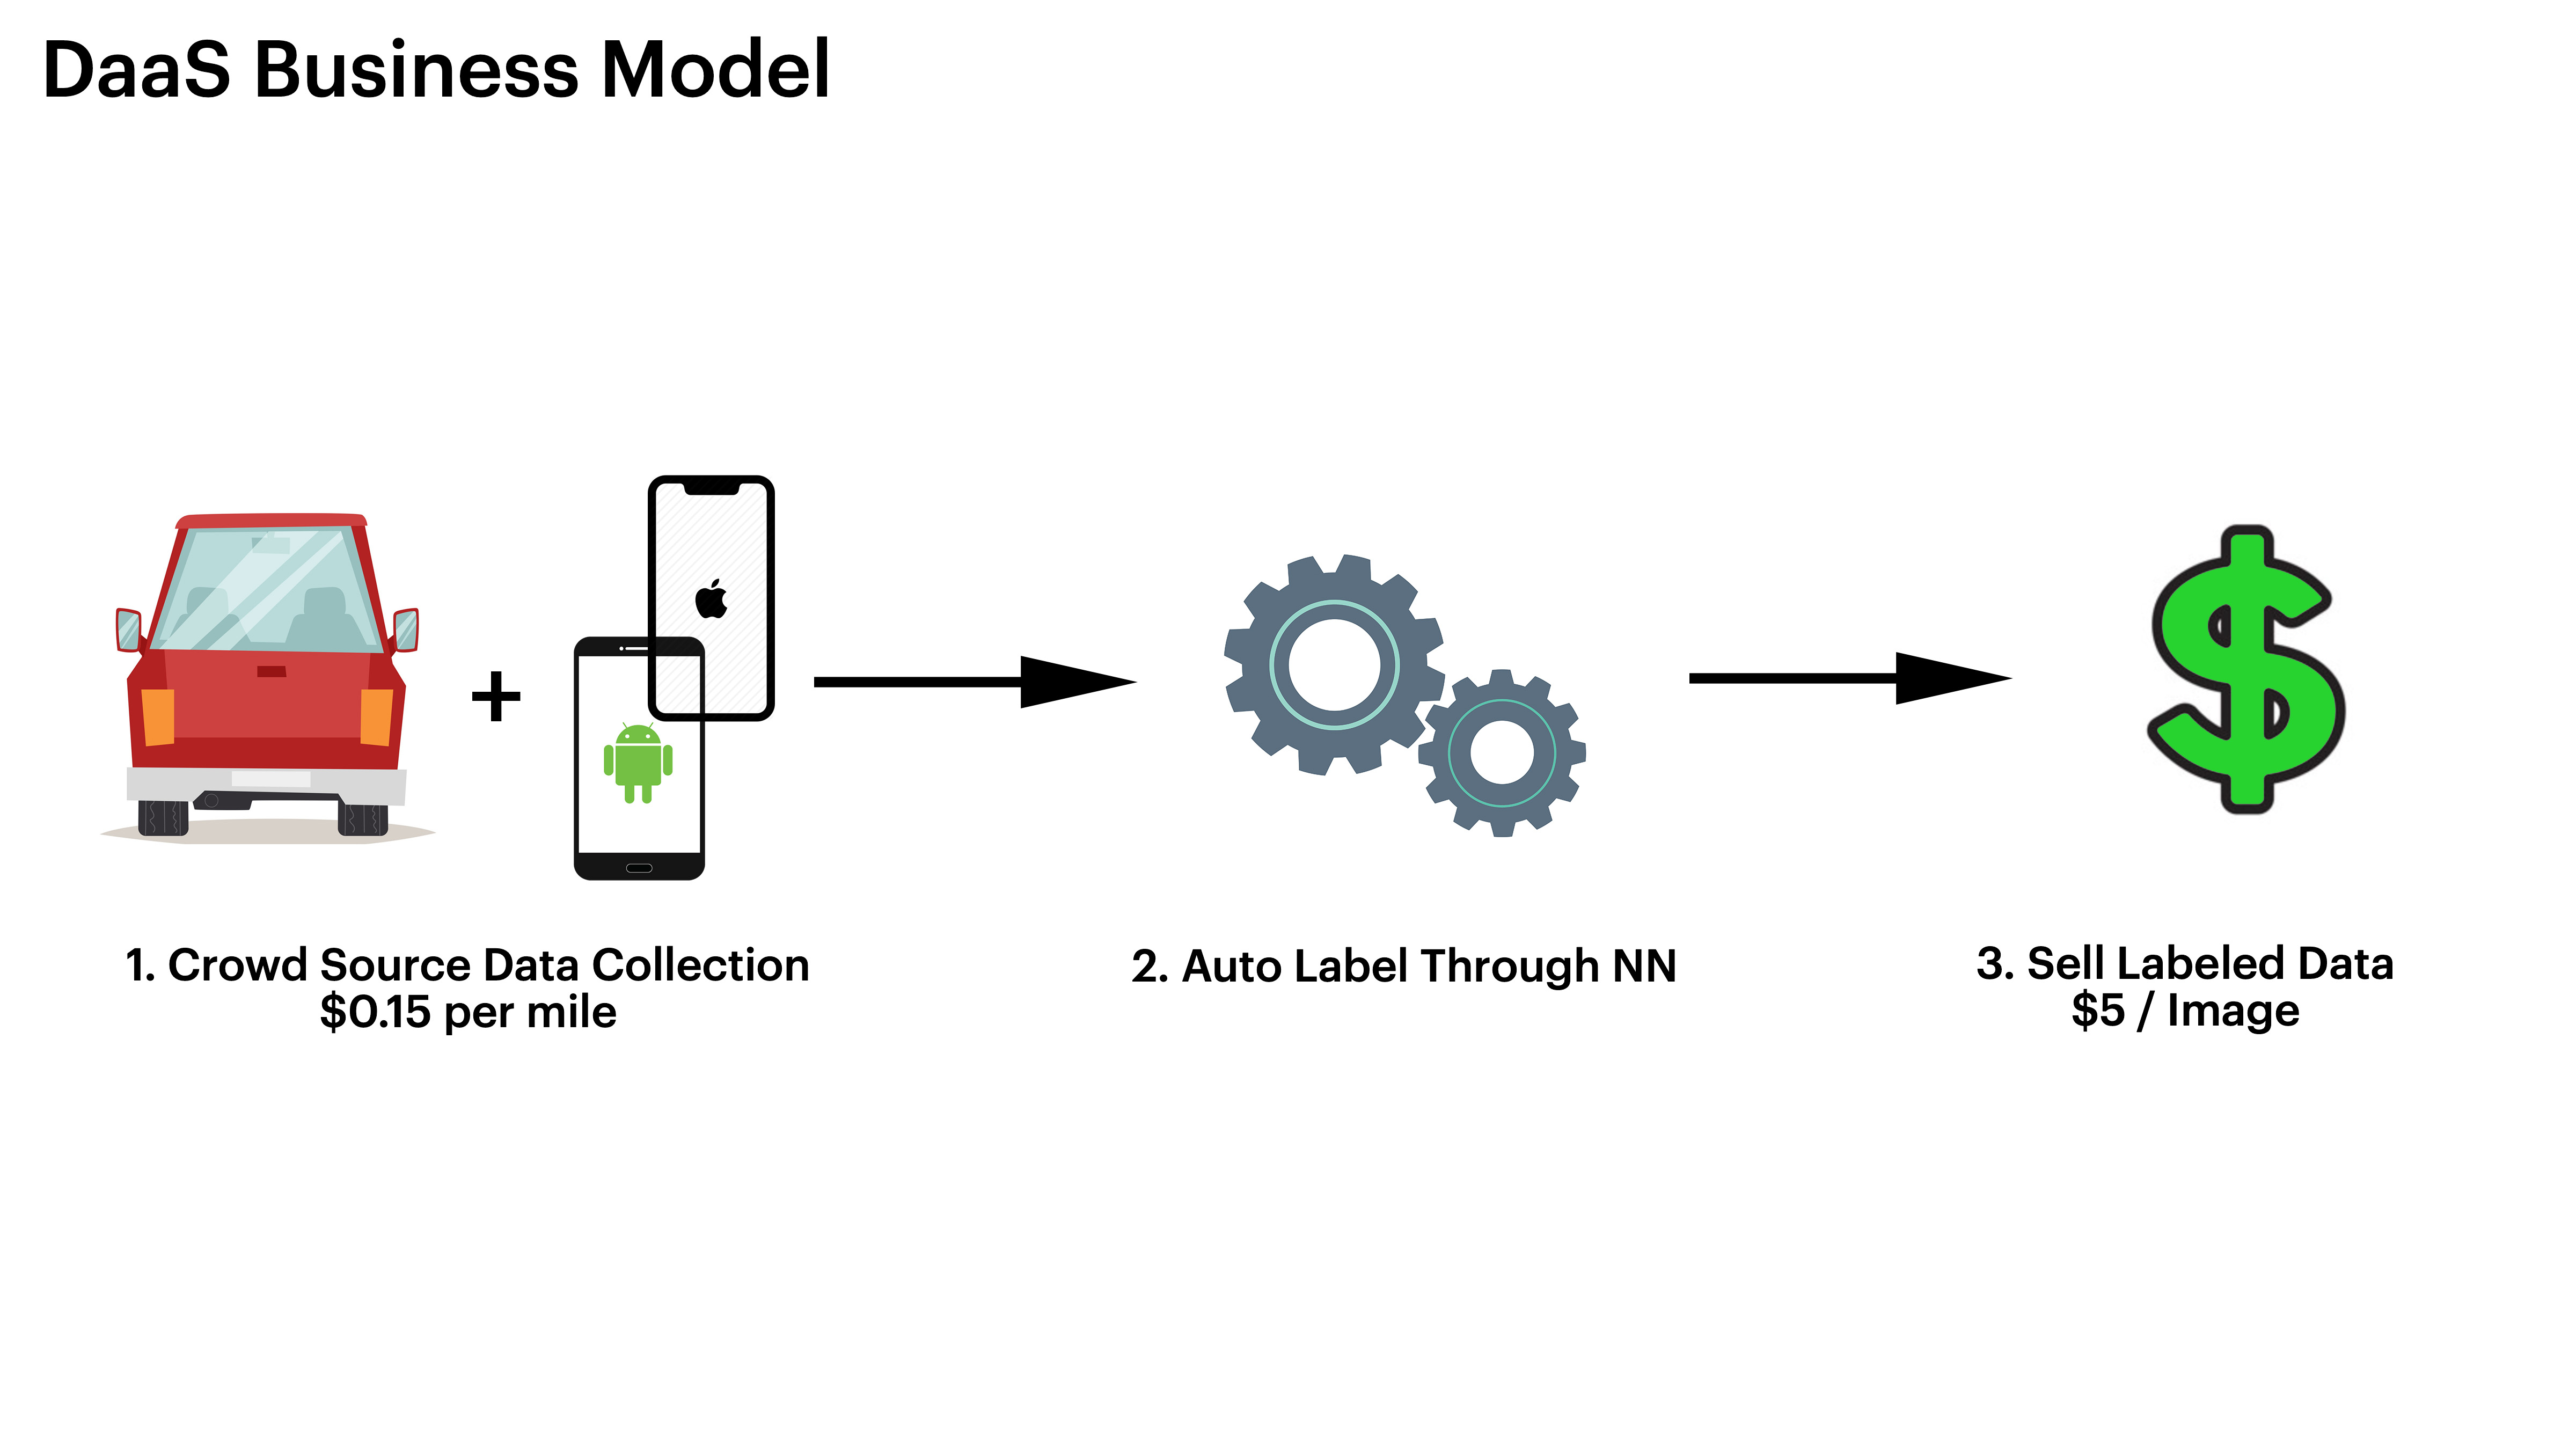 DaaS Business Model
1. Crowd Source Data Collection
$0.15 per mile
2. Auto Label Through NN
3. Sell Labeled Data
$5 / Image